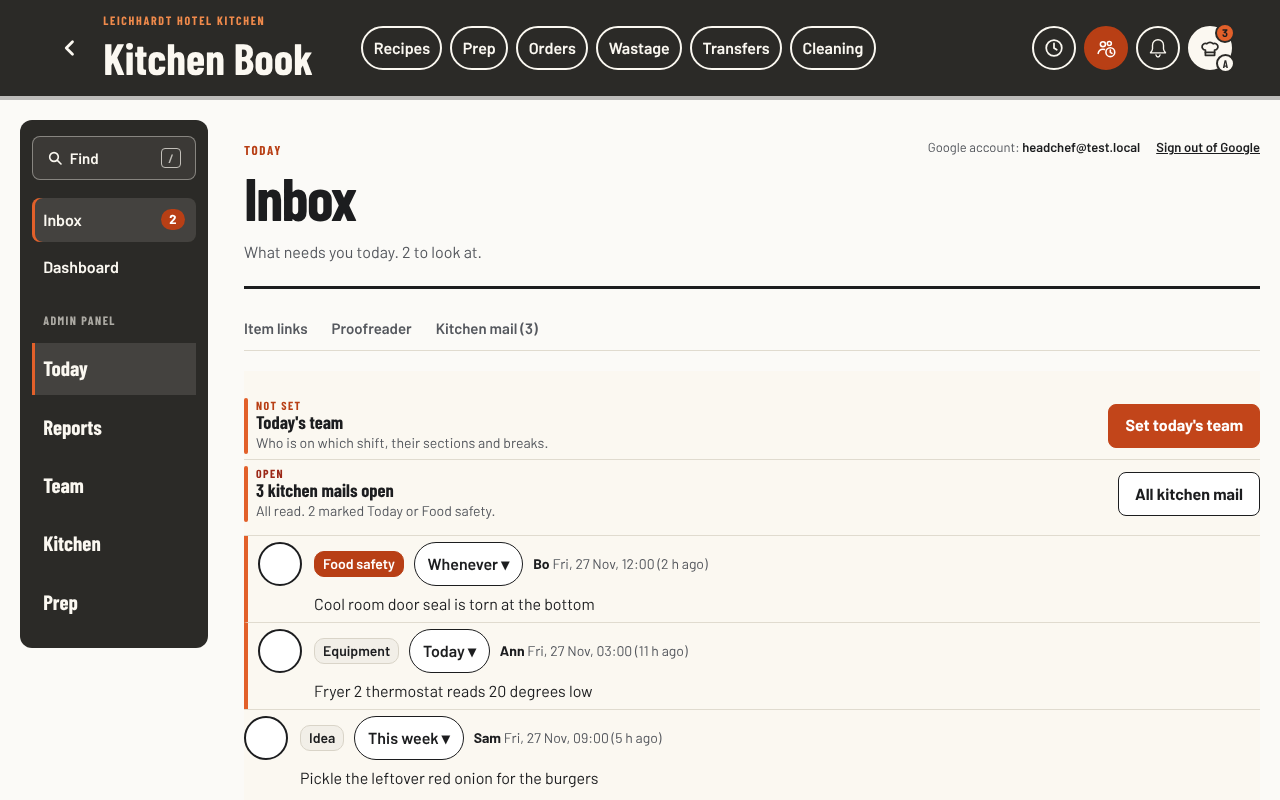 LEICHHARDT HOTEL KITCHEN
Kitchen Book
Recipes
Prep
Orders
Wastage
Transfers
Cleaning
3
A
Find
/
Inbox
2
Dashboard
ADMIN PANEL
Today
Reports
Team
Kitchen
Prep
TODAY
Google account: headchef@test.local
Sign out of Google
Inbox
What needs you today. 2 to look at.
Item links
Proofreader
Kitchen mail (3)
NOT SET
Today's team
Who is on which shift, their sections and breaks.
Set today's team
OPEN
3 kitchen mails open
All read. 2 marked Today or Food safety.
All kitchen mail
Food safety
Whenever ▾
Bo Fri, 27 Nov, 12:00 (2 h ago)
Cool room door seal is torn at the bottom
Equipment
Today ▾
Ann Fri, 27 Nov, 03:00 (11 h ago)
Fryer 2 thermostat reads 20 degrees low
Idea
This week ▾
Sam Fri, 27 Nov, 09:00 (5 h ago)
Pickle the leftover red onion for the burgers